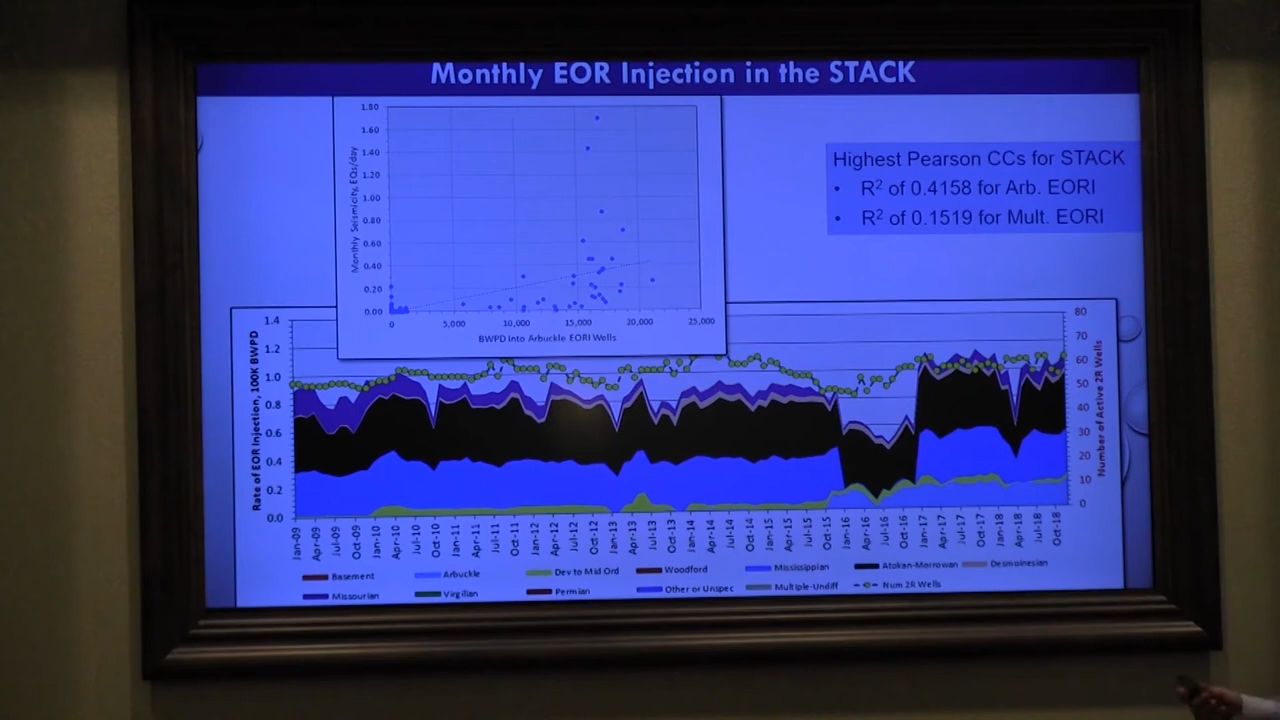 Monthly EOR Injection in the STACK
Highest Pearson CCs for STACK
• R² of 0.4158 for Arb. EORI
• R² of 0.1519 for Mult. EORI
Monthly Seismicity, EQs/day
1.80
1.60
1.40
1.20
1.00
0.80
0.60
0.40
0.20
0.00
0 5,000 10,000 15,000 20,000 25,000
BWPD into Arbuckle EORI Wells
Rate of EOR Injection, 100K BWPD
1.4
1.2
1.0
0.8
0.6
0.4
0.2
0.0
80
70
60
50
40
30
20
10
0
Number of Active 2R Wells
Jan-09 Apr-09 Jul-09 Oct-09 Jan-10 Apr-10 Jul-10 Oct-10 Jan-11 Apr-11 Jul-11 Oct-11 Jan-12 Apr-12 Jul-12 Oct-12 Jan-13 Apr-13 Jul-13 Oct-13 Jan-14 Apr-14 Jul-14 Oct-14 Jan-15 Apr-15 Jul-15 Oct-15 Jan-16 Apr-16 Jul-16 Oct-16 Jan-17 Apr-17 Jul-17 Oct-17 Jan-18 Apr-18 Jul-18 Oct-18
Basement Arbuckle Dev to Mid Ord Woodford Mississippian Atokan-Morrowan Desmoinesian
Missourian Virgilian Permian Other or Unspec Multiple-Undiff Num 2R Wells